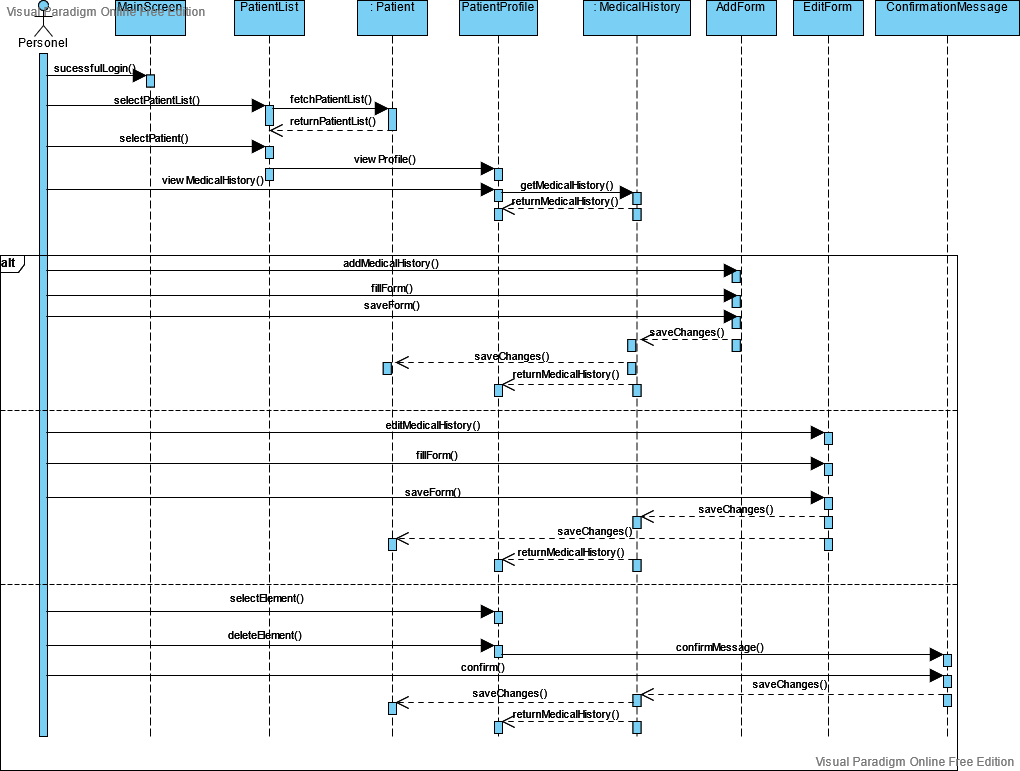 Visual Paradigm Online Free Edition
MainScreen
PatientList
: Patient
PatientProfile
: MedicalHistory
AddForm
EditForm
ConfirmationMessage
Personel
sucessfulLogin()
selectPatientList()
fetchPatientList()
returnPatientList()
selectPatient()
view Profile()
view MedicalHistory()
getMedicalHistory()
returnMedicalHistory()
alt
addMedicalHistory()
fillForm()
saveForm()
saveChanges()
saveChanges()
returnMedicalHistory()
editMedicalHistory()
fillForm()
saveForm()
saveChanges()
saveChanges()
returnMedicalHistory()
selectElement()
deleteElement()
confirmMessage()
confirm()
saveChanges()
saveChanges()
returnMedicalHistory()
Visual Paradigm Online Free Edition